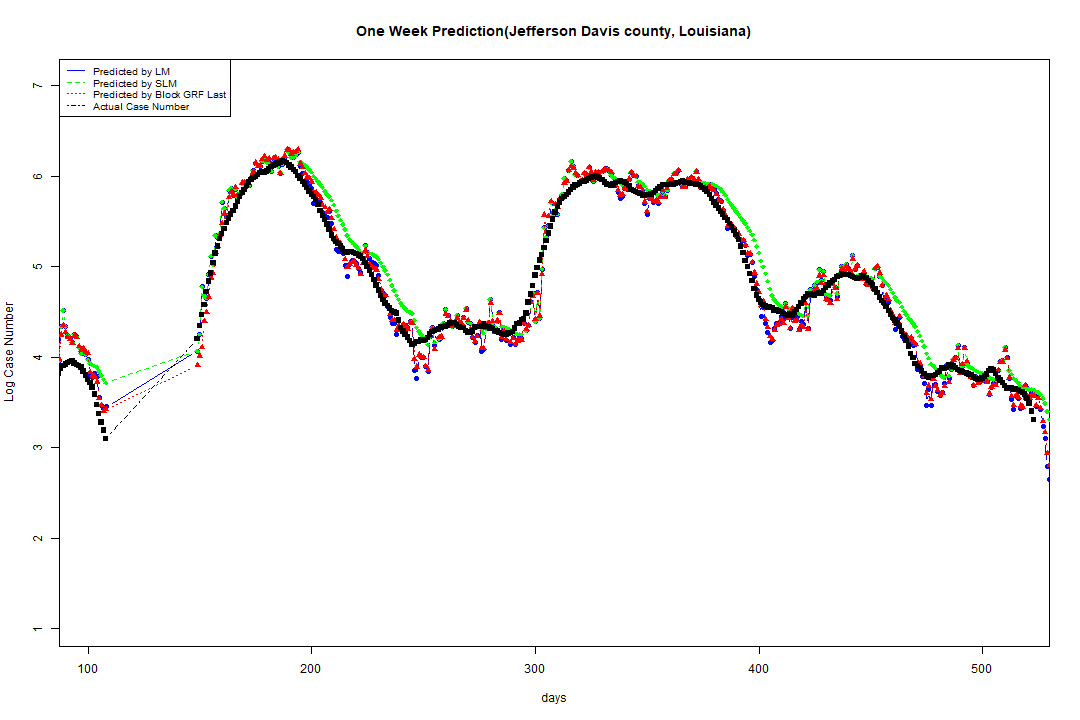 One Week Prediction(Jefferson Davis county, Louisiana)
Predicted by LM
Predicted by SLM
Predicted by Block GRF Last
Actual Case Number
7
6
5
4
3
2
1
Log Case Number
100 200 300 400 500
days